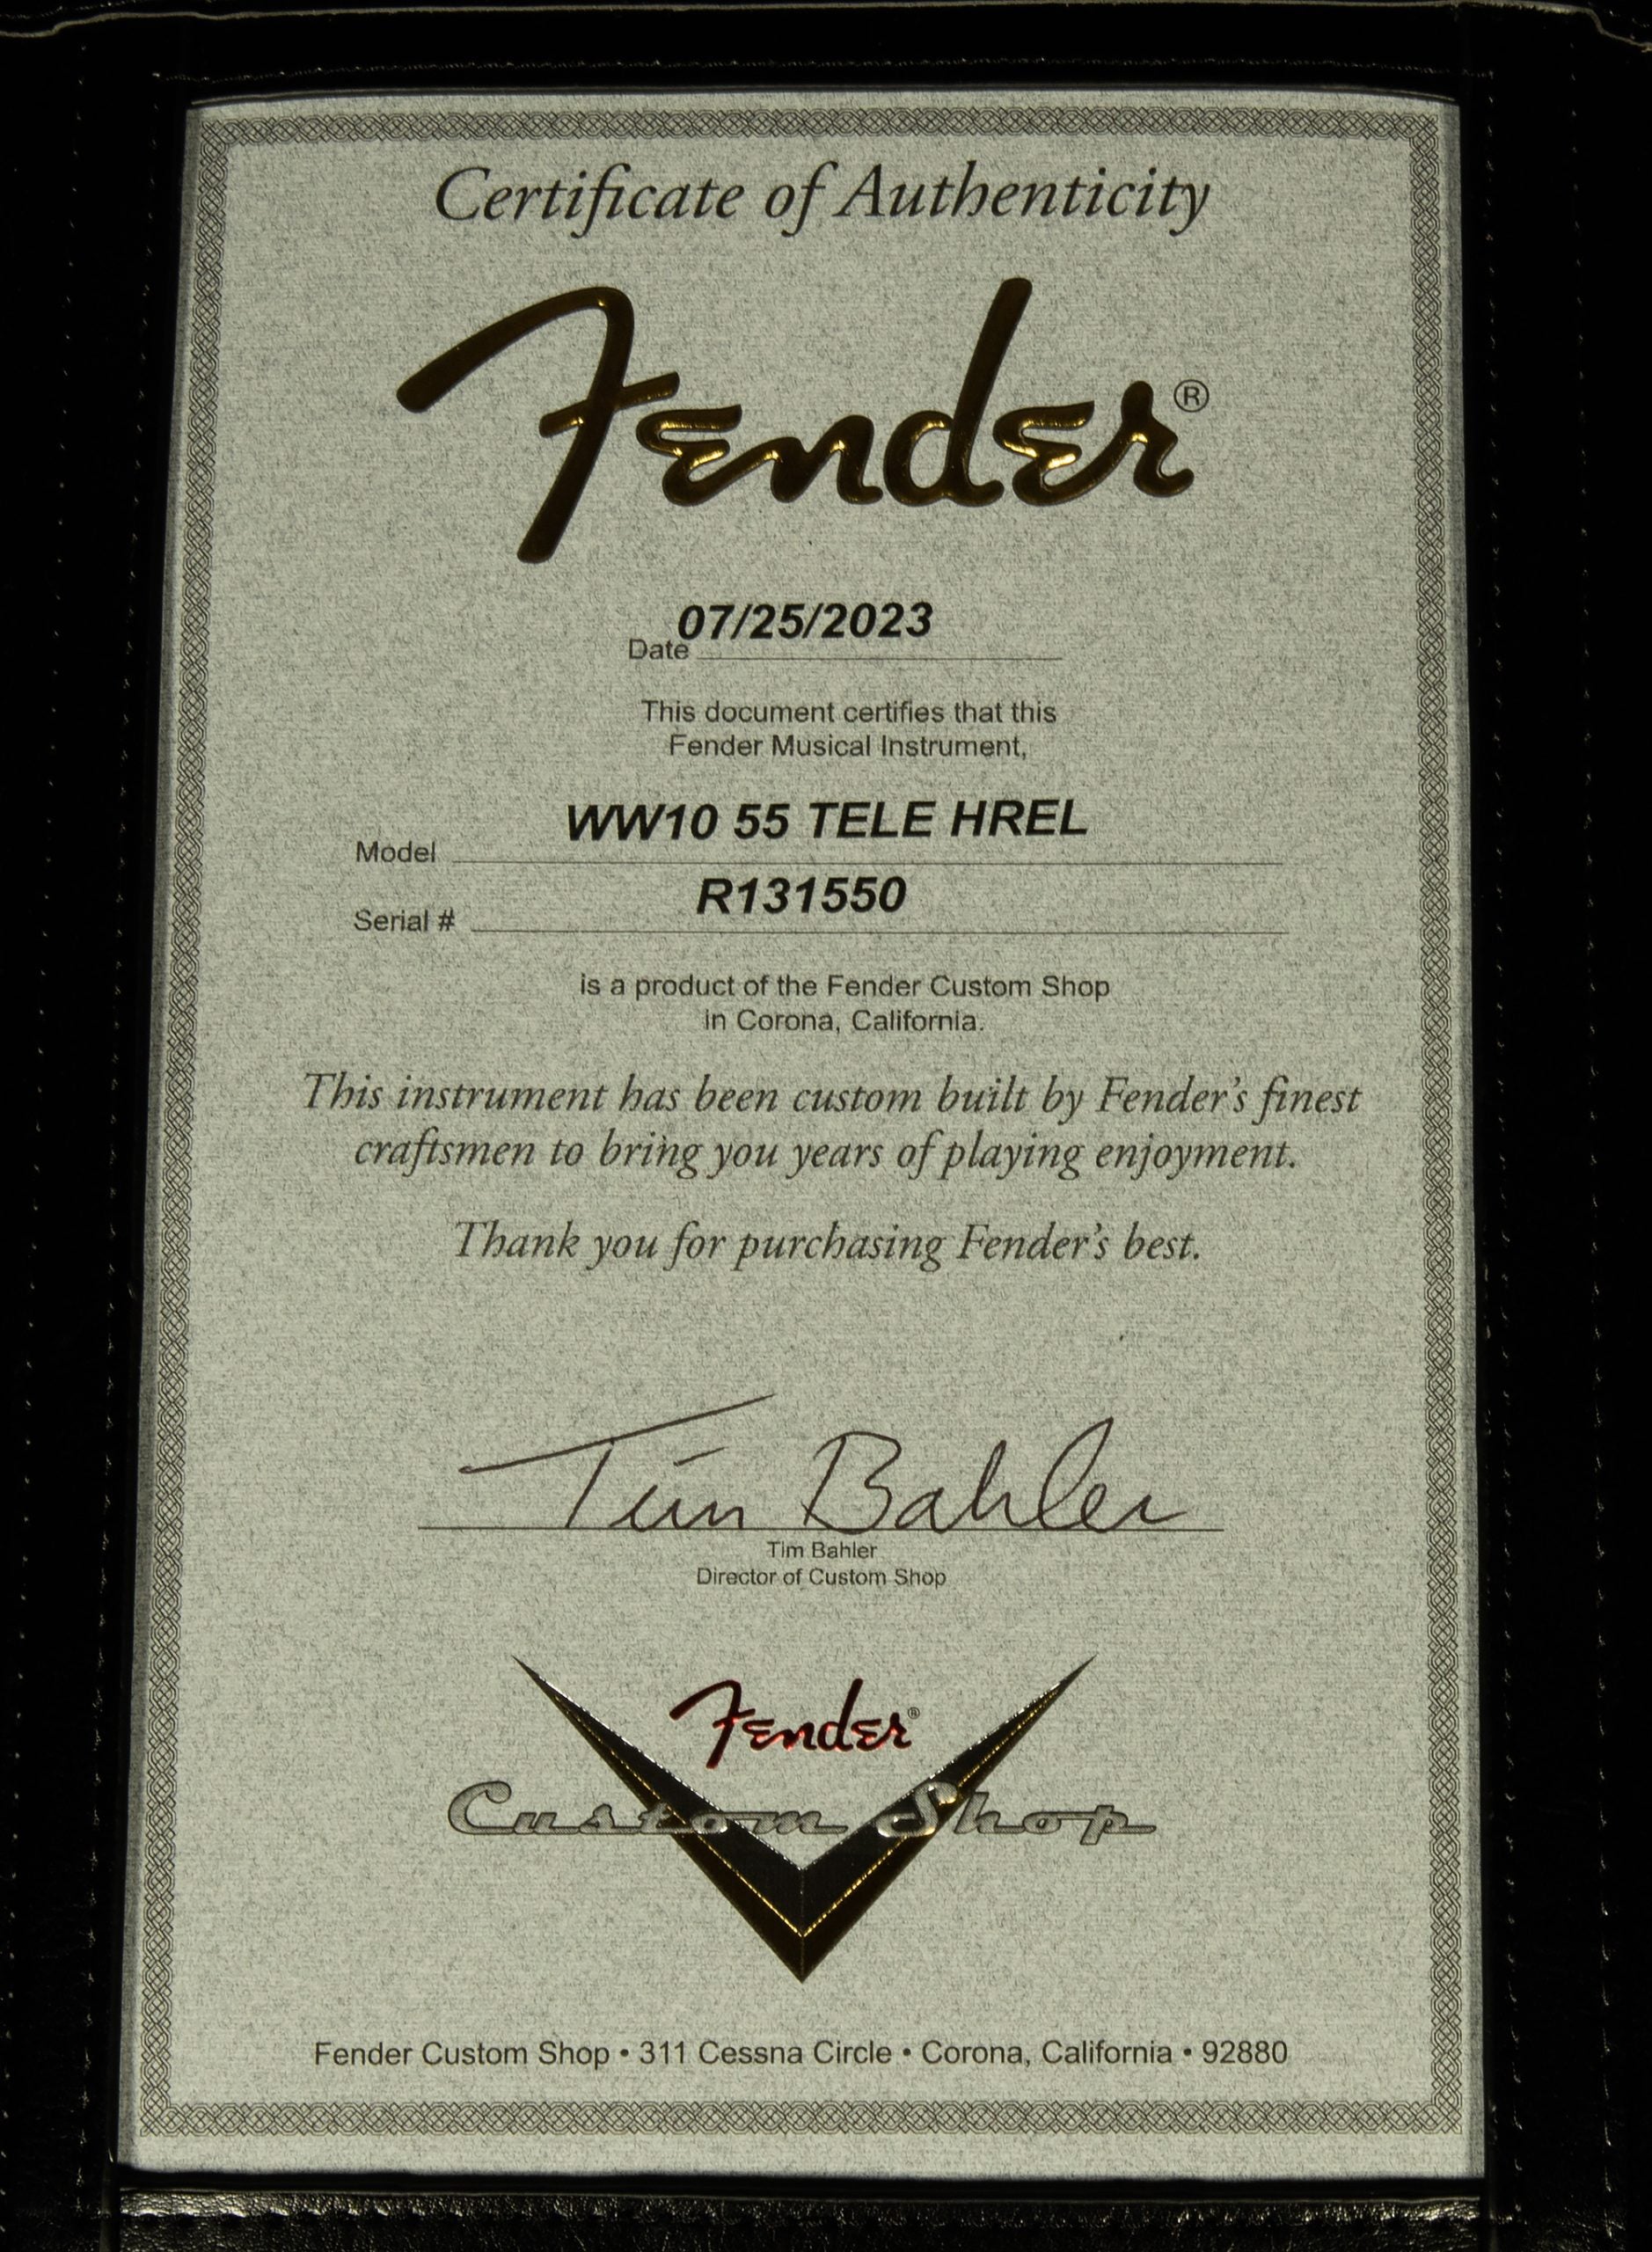 Certificate of Authenticity
Fender®
Date 07/25/2023
This document certifies that this
Fender Musical Instrument,
Model WW10 55 TELE HREL
Serial # R131550
is a product of the Fender Custom Shop
in Corona, California.
This instrument has been custom built by Fender's finest
craftsmen to bring you years of playing enjoyment.
Thank you for purchasing Fender's best.
Tim Bahler
Tim Bahler
Director of Custom Shop
Fender®
Custom Shop
Fender Custom Shop • 311 Cessna Circle • Corona, California • 92880